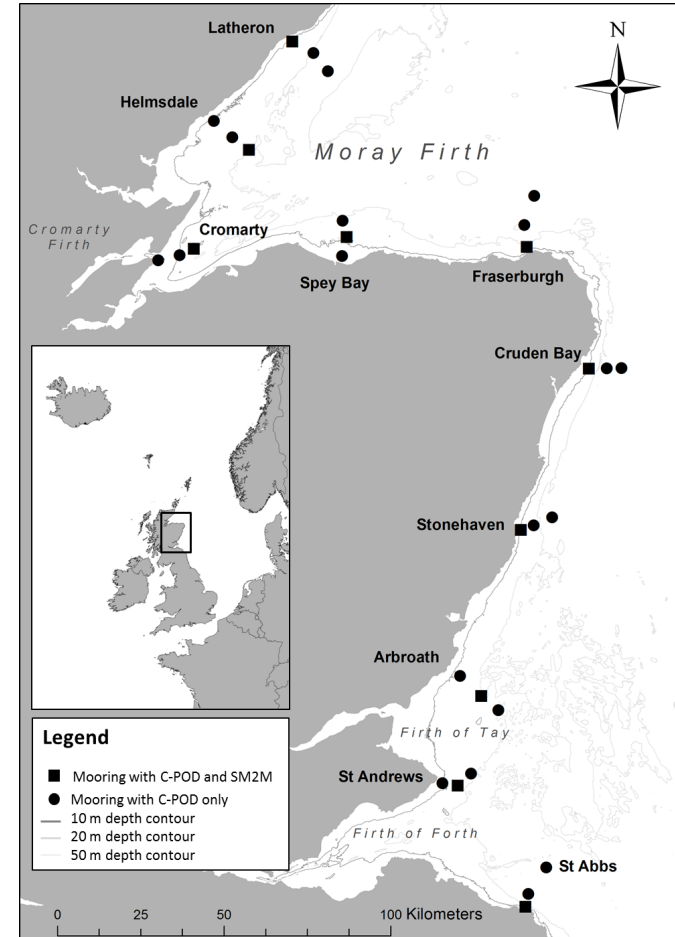 Latheron
N
Helmsdale
Moray Firth
Cromarty
Firth
Cromarty
Spey Bay
Fraserburgh
Cruden Bay
Stonehaven
Arbroath
Firth of Tay
St Andrews
Firth of Forth
St Abbs
Legend
Mooring with C-POD and SM2M
Mooring with C-POD only
10 m depth contour
20 m depth contour
50 m depth contour
0 25 50 100 Kilometers